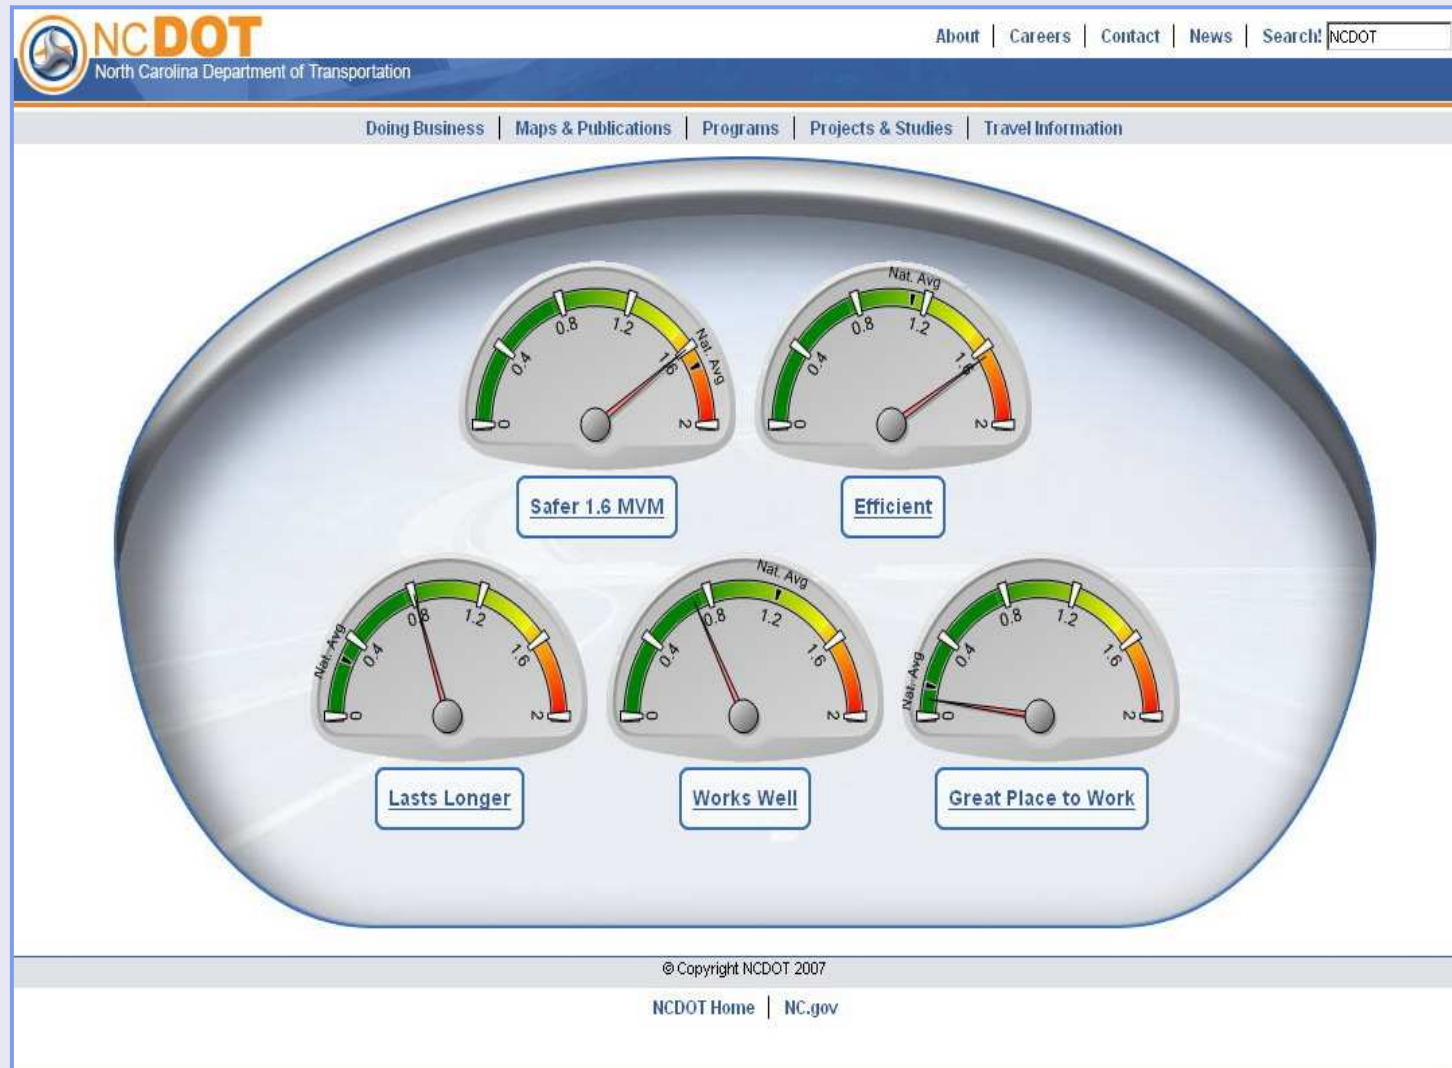 NCDOT
North Carolina Department of Transportation
About | Careers | Contact | News | Search! NCDOT
Doing Business | Maps & Publications | Programs | Projects & Studies | Travel Information
0 0.4 0.8 1.2 1.6 2 Nat. Avg
0 0.4 0.8 1.2 1.6 2 Nat. Avg
Safer 1.6 MVM
Efficient
0 0.4 0.8 1.2 1.6 2 Nat. Avg
0 0.4 0.8 1.2 1.6 2 Nat. Avg
0 0.4 0.8 1.2 1.6 2 Nat. Avg
Lasts Longer
Works Well
Great Place to Work
© Copyright NCDOT 2007
NCDOT Home | NC.gov